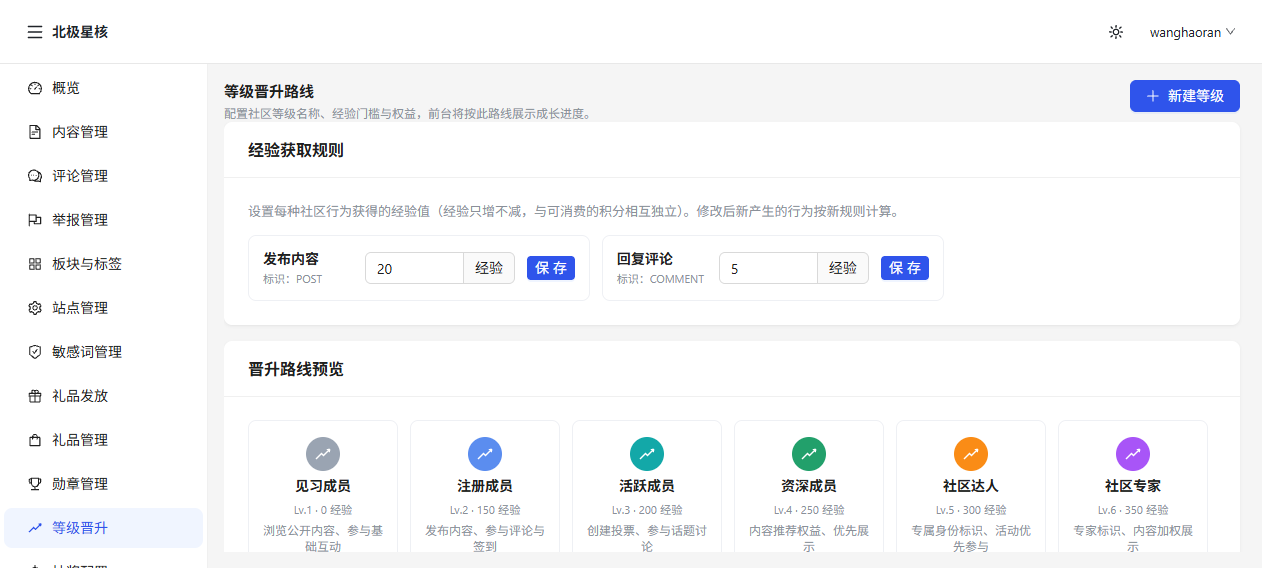 北极星核
wanghaoran
概览
内容管理
评论管理
举报管理
板块与标签
站点管理
敏感词管理
礼品发放
礼品管理
勋章管理
等级晋升
等级晋升路线
配置社区等级名称、经验门槛与权益，前台将按此路线展示成长进度。
新建等级
经验获取规则
设置每种社区行为获得的经验值（经验只增不减，与可消费的积分相互独立）。修改后新产生的行为按新规则计算。
发布内容
标识：POST
20
经验
保 存
回复评论
标识：COMMENT
5
经验
保 存
晋升路线预览
见习成员
Lv.1 · 0 经验
浏览公开内容、参与基
础互动
注册成员
Lv.2 · 150 经验
发布内容、参与评论与
签到
活跃成员
Lv.3 · 200 经验
创建投票、参与话题讨
论
资深成员
Lv.4 · 250 经验
内容推荐权益、优先展
示
社区达人
Lv.5 · 300 经验
专属身份标识、活动优
先参与
社区专家
Lv.6 · 350 经验
专家标识、内容加权展
示